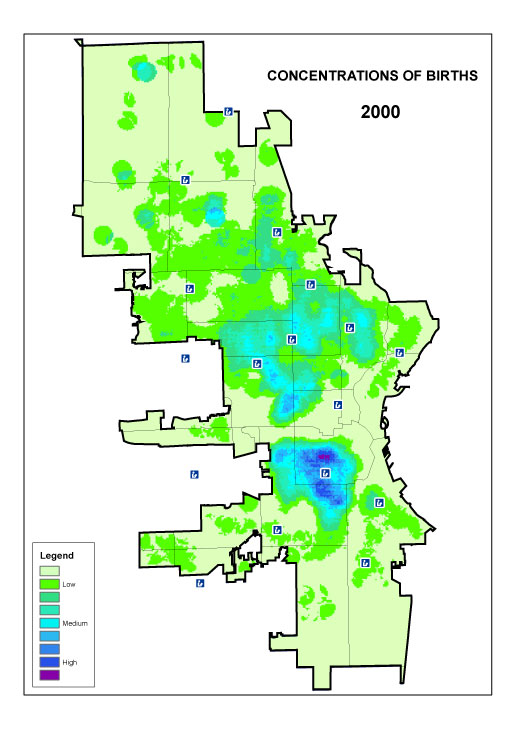 CONCENTRATIONS OF BIRTHS
2000
Legend
Low
Medium
High